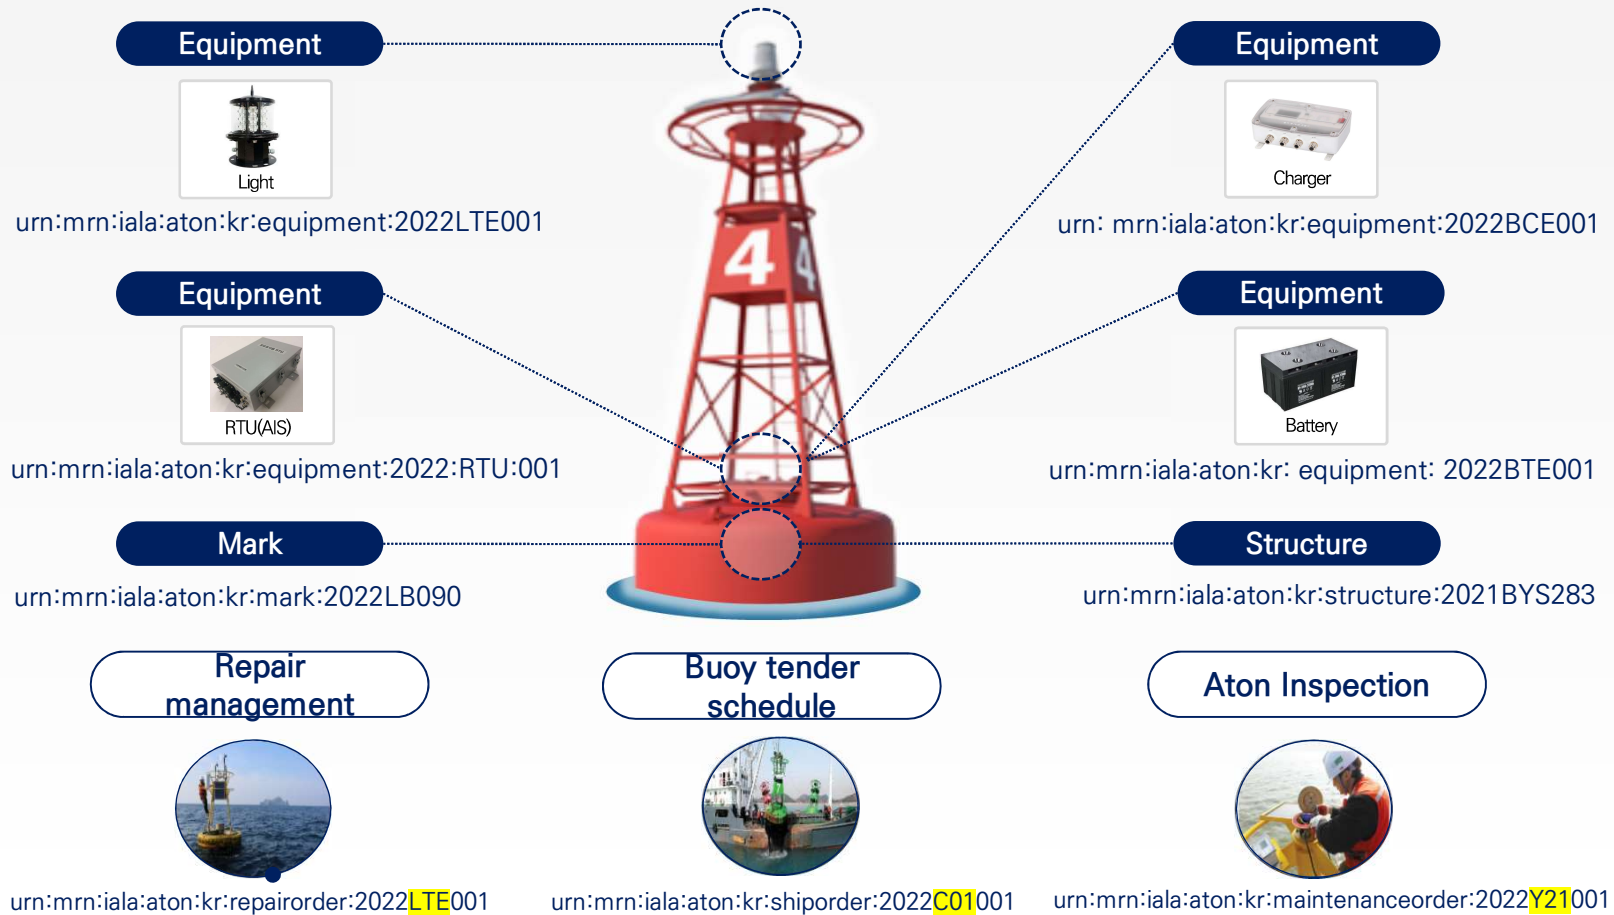 Equipment
Equipment
Light
Charger
urn:mrn:iala:aton:kr:equipment:2022LTE001
urn: mrn:iala:aton:kr:equipment:2022BCE001
4
4
Equipment
Equipment
RTU(AIS)
Battery
urn:mrn:iala:aton:kr:equipment:2022:RTU:001
urn:mrn:iala:aton:kr: equipment: 2022BTE001
Mark
Structure
urn:mrn:iala:aton:kr:mark:2022LB090
urn:mrn:iala:aton:kr:structure:2021BYS283
Repair
management
Buoy tender
schedule
Aton Inspection
urn:mrn:iala:aton:kr:repairorder:2022LTE001
urn:mrn:iala:aton:kr:shiporder:2022C01001
urn:mrn:iala:aton:kr:maintenanceorder:2022Y21001